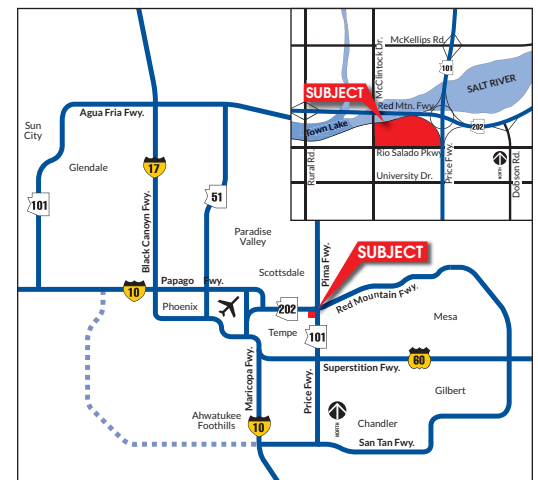 McKellips Rd.
McClintock Dr.
101
SALT RIVER
SUBJECT
Red Mtn. Fwy.
Town Lake
202
Rio Salado Pkwy
Rural Rd.
Price Fwy.
NORTH
Dobson Rd.
University Dr.
Agua Fria Fwy.
Sun
City
Glendale
17
101
51
Black Canoyn Fwy.
Paradise
Valley
Pima Fwy.
SUBJECT
Scottsdale
Papago Fwy.
10
Phoenix
202
Red Mountain Fwy.
Mesa
Tempe
101
Maricopa Fwy.
60
Superstition Fwy.
Price Fwy.
Gilbert
Ahwatukee
Foothills
10
NORTH
Chandler
San Tan Fwy.